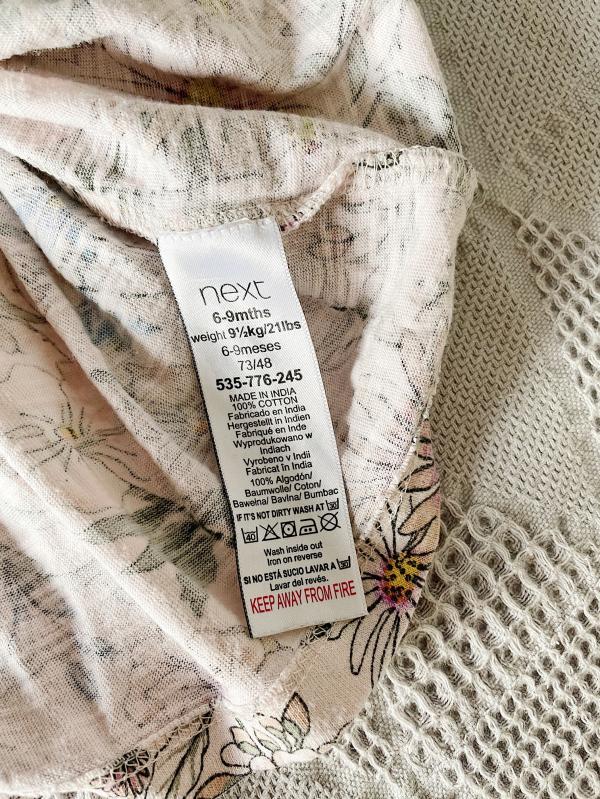 next
6-9mths
weight 9½kg/21lbs
6-9meses
73/48
535-776-245
MADE IN INDIA
100% COTTON
Fabricado en India
Hergestellt in Indien
Fabriqué en Inde
Wyprodukowano w
Indiach
Vyrobeno v Indii
Fabricat în India
100% Algodón/
Baumwolle/ Coton/
Bawełna/ Bavlna/ Bumbac
IF IT'S NOT DIRTY WASH AT 30
40
Wash inside out
Iron on reverse
SI NO ESTÁ SUCIO LAVAR A 30
Lavar del revés.
KEEP AWAY FROM FIRE